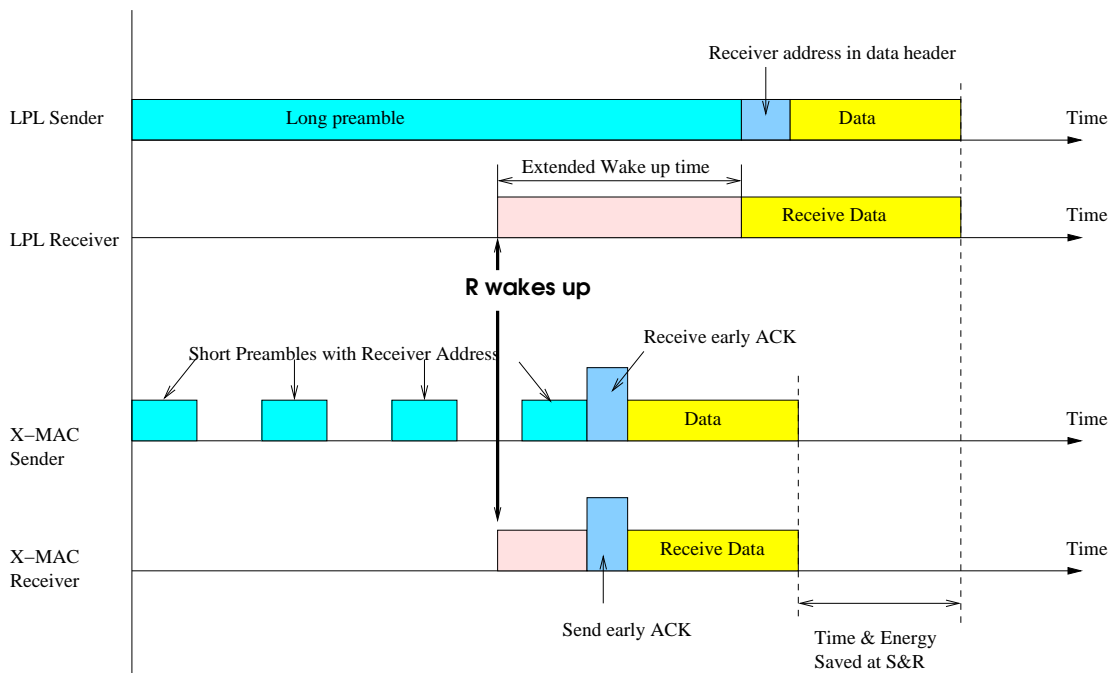 Receiver address in data header
LPL Sender
Long preamble
Data
Time
Extended Wake up time
LPL Receiver
Receive Data
Time
R wakes up
Short Preambles with Receiver Address
Receive early ACK
X−MAC
Sender
Data
Time
X−MAC
Receiver
Receive Data
Time
Send early ACK
Time & Energy
Saved at S&R